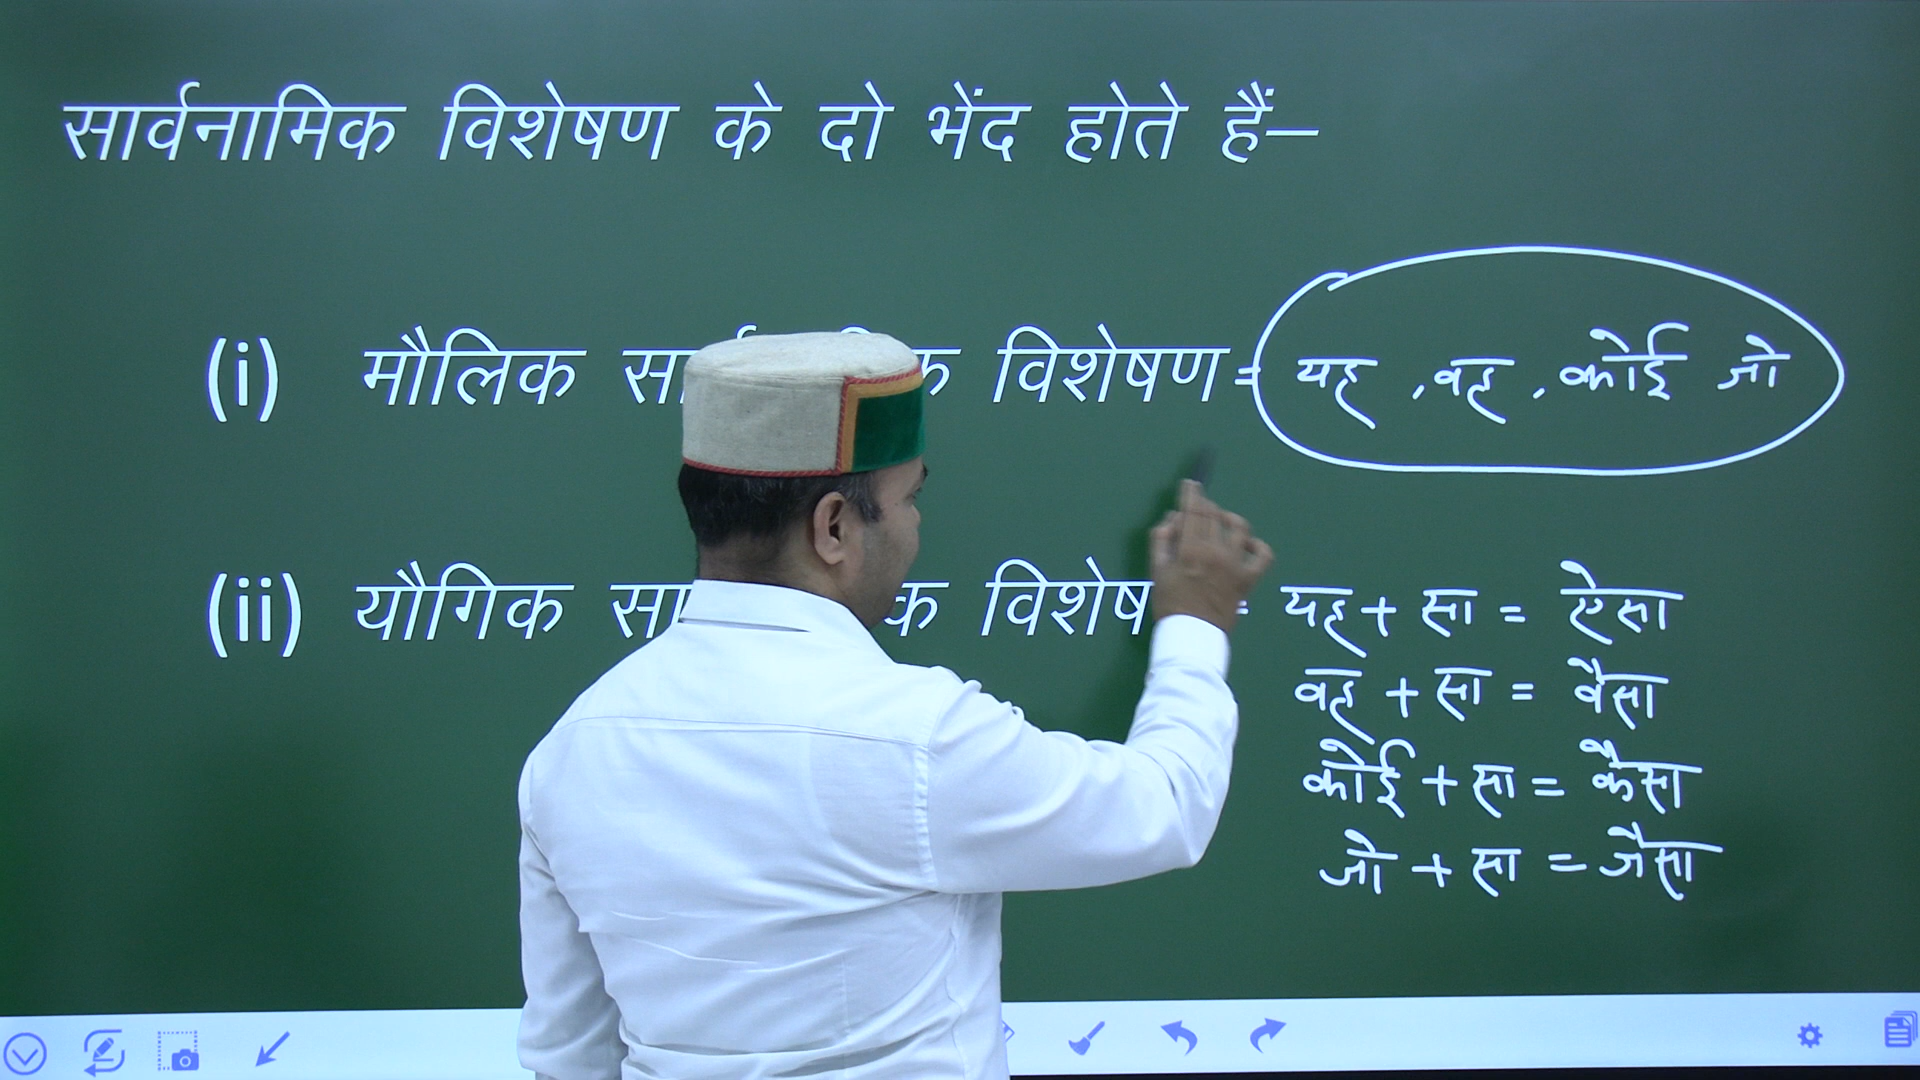 सार्वनामिक विशेषण के दो भेंद होते हैं–
(i) मौलिक विशेषण = यह , वह , कोई जो
(ii) यौगिक = यह + सा = ऐसा
वह + सा = वैसा
कोई + सा = कैसा
जो + सा = जैसा